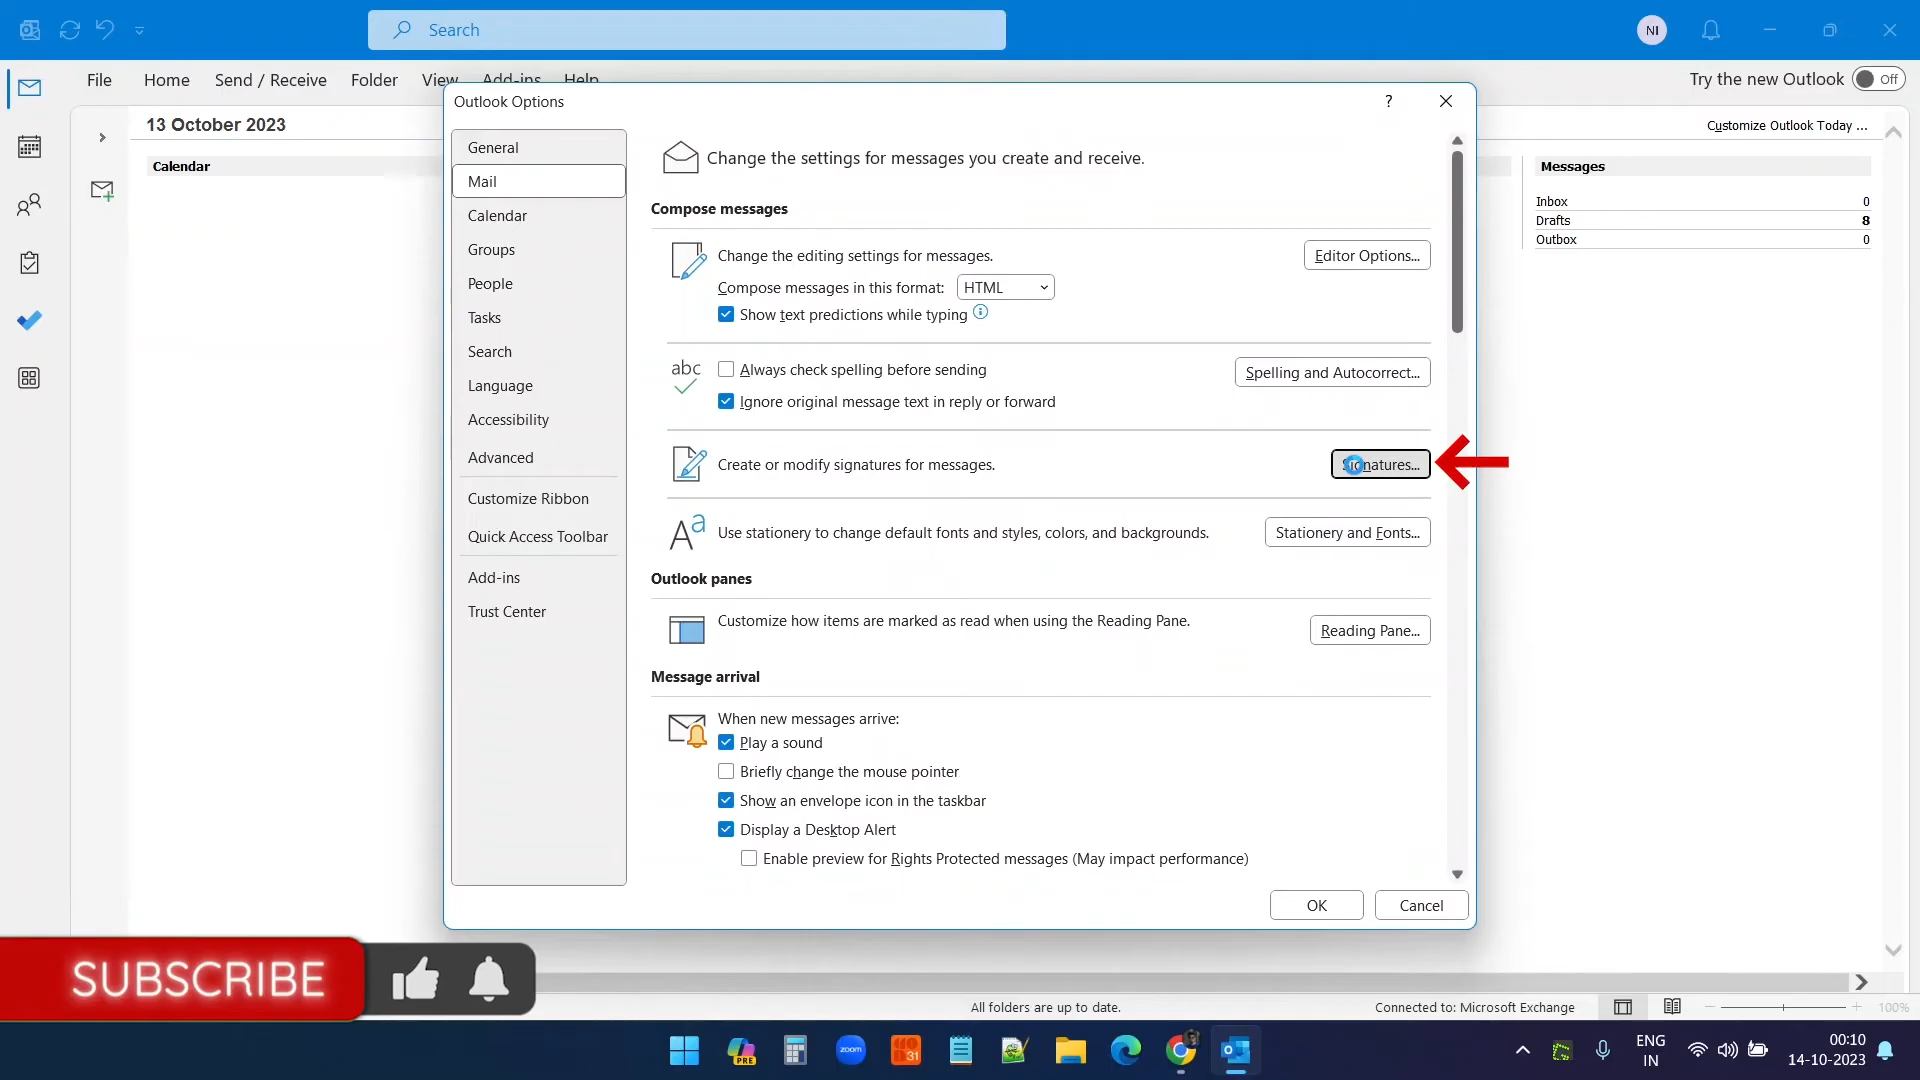 Search
NI
File Home Send / Receive Folder View Add-ins Help
Try the new Outlook Off
13 October 2023
Calendar
Customize Outlook Today ...
Messages
Inbox 0
Drafts 8
Outbox 0
Outlook Options ?
General
Mail
Calendar
Groups
People
Tasks
Search
Language
Accessibility
Advanced
Customize Ribbon
Quick Access Toolbar
Add-ins
Trust Center
Change the settings for messages you create and receive.
Compose messages
Change the editing settings for messages. Editor Options...
Compose messages in this format: HTML
Show text predictions while typing
abc
Always check spelling before sending Spelling and Autocorrect...
Ignore original message text in reply or forward
Create or modify signatures for messages. Signatures...
Use stationery to change default fonts and styles, colors, and backgrounds. Stationery and Fonts...
Outlook panes
Customize how items are marked as read when using the Reading Pane. Reading Pane...
Message arrival
When new messages arrive:
Play a sound
Briefly change the mouse pointer
Show an envelope icon in the taskbar
Display a Desktop Alert
Enable preview for Rights Protected messages (May impact performance)
OK Cancel
SUBSCRIBE
All folders are up to date. Connected to: Microsoft Exchange 100%
PRE
zoom
31
ENG
IN
00:10
14-10-2023